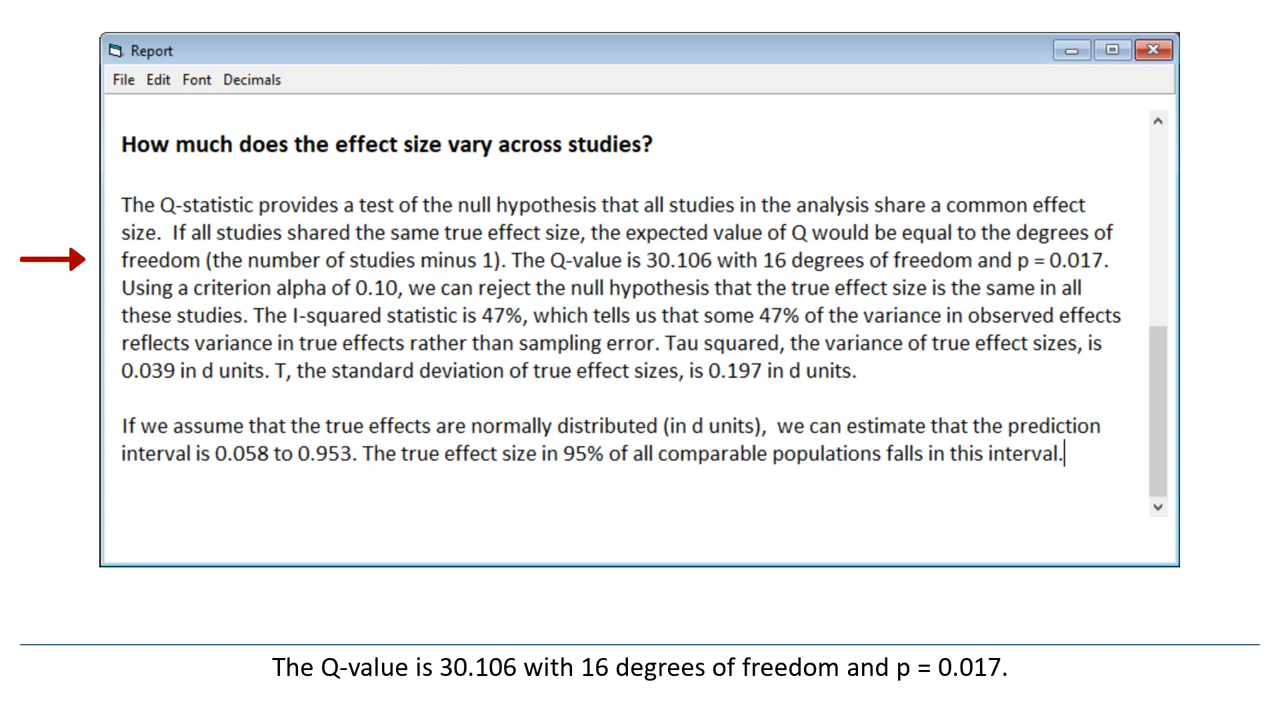 Report
File Edit Font Decimals
How much does the effect size vary across studies?
The Q-statistic provides a test of the null hypothesis that all studies in the analysis share a common effect
size.  If all studies shared the same true effect size, the expected value of Q would be equal to the degrees of
freedom (the number of studies minus 1). The Q-value is 30.106 with 16 degrees of freedom and p = 0.017.
Using a criterion alpha of 0.10, we can reject the null hypothesis that the true effect size is the same in all
these studies. The I-squared statistic is 47%, which tells us that some 47% of the variance in observed effects
reflects variance in true effects rather than sampling error. Tau squared, the variance of true effect sizes, is
0.039 in d units. T, the standard deviation of true effect sizes, is 0.197 in d units.
If we assume that the true effects are normally distributed (in d units),  we can estimate that the prediction
interval is 0.058 to 0.953. The true effect size in 95% of all comparable populations falls in this interval.
The Q-value is 30.106 with 16 degrees of freedom and p = 0.017.